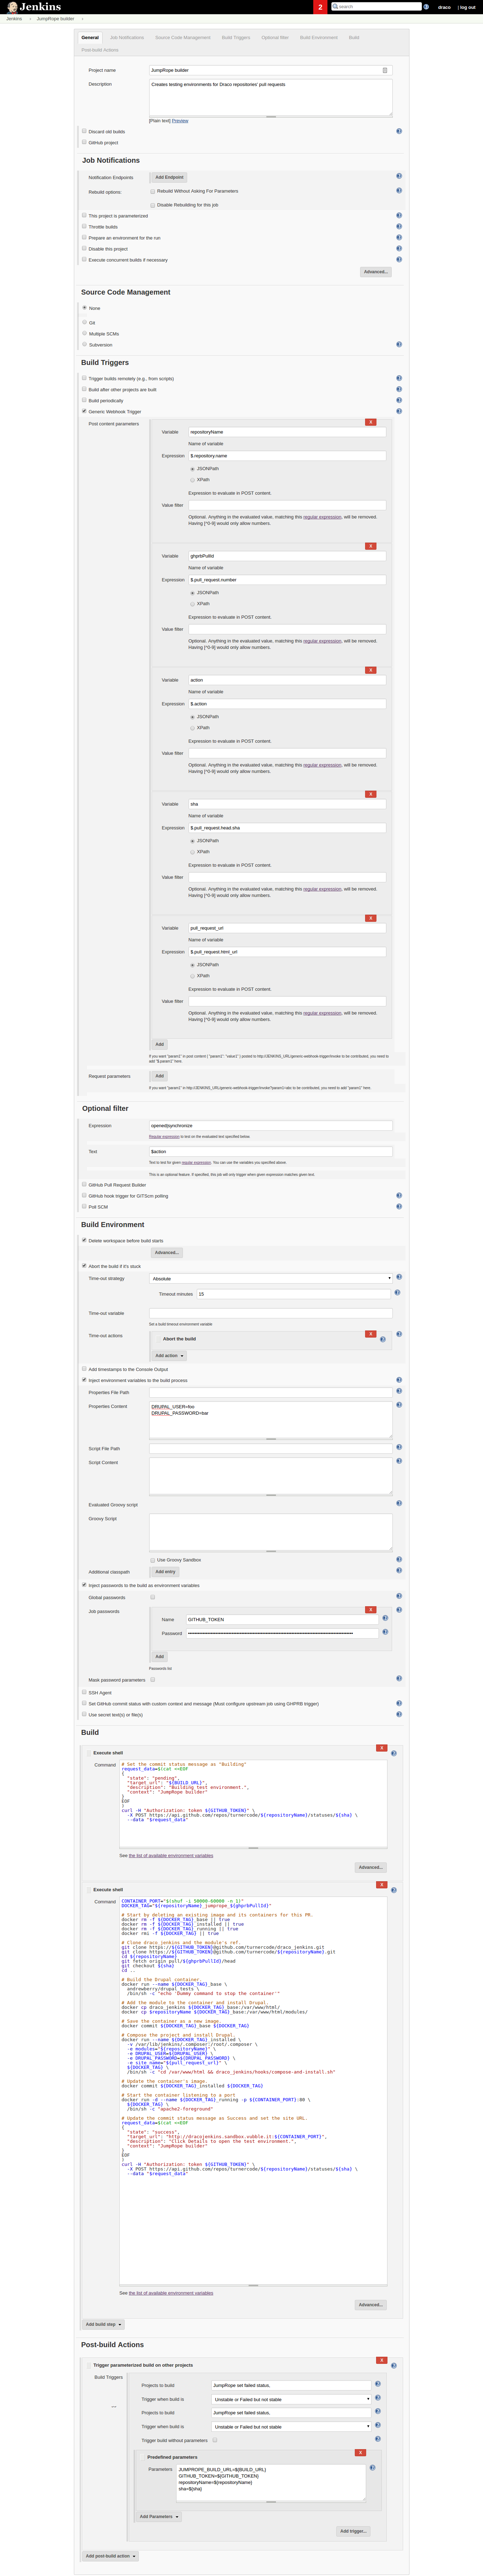 Jenkins
2
search
draco
| log out
Jenkins › JumpRope builder ›
General Job Notifications Source Code Management Build Triggers Optional filter Build Environment Build
Post-build Actions
Project name JumpRope builder
Description Creates testing environments for Draco repositories' pull requests
[Plain text] Preview
Discard old builds
GitHub project
Job Notifications
Notification Endpoints Add Endpoint
Rebuild options: Rebuild Without Asking For Parameters
Disable Rebuilding for this job
This project is parameterized
Throttle builds
Prepare an environment for the run
Disable this project
Execute concurrent builds if necessary
Advanced...
Source Code Management
None
Git
Multiple SCMs
Subversion
Build Triggers
Trigger builds remotely (e.g., from scripts)
Build after other projects are built
Build periodically
Generic Webhook Trigger
Post content parameters
X
Variable repositoryName
Name of variable
Expression $.repository.name
JSONPath
XPath
Expression to evaluate in POST content.
Value filter
Optional. Anything in the evaluated value, matching this regular expression, will be removed.
Having [^0-9] would only allow numbers.
X
Variable ghprbPullId
Name of variable
Expression $.pull_request.number
JSONPath
XPath
Expression to evaluate in POST content.
Value filter
Optional. Anything in the evaluated value, matching this regular expression, will be removed.
Having [^0-9] would only allow numbers.
X
Variable action
Name of variable
Expression $.action
JSONPath
XPath
Expression to evaluate in POST content.
Value filter
Optional. Anything in the evaluated value, matching this regular expression, will be removed.
Having [^0-9] would only allow numbers.
X
Variable sha
Name of variable
Expression $.pull_request.head.sha
JSONPath
XPath
Expression to evaluate in POST content.
Value filter
Optional. Anything in the evaluated value, matching this regular expression, will be removed.
Having [^0-9] would only allow numbers.
X
Variable pull_request_url
Name of variable
Expression $.pull_request.html_url
JSONPath
XPath
Expression to evaluate in POST content.
Value filter
Optional. Anything in the evaluated value, matching this regular expression, will be removed.
Having [^0-9] would only allow numbers.
Add
If you want "param1" in post content { "param1": "value1" } posted to http://JENKINS_URL/generic-webhook-trigger/invoke to be contributed, you need to
add "$.param1" here.
Request parameters Add
If you want "param1" in http://JENKINS_URL/generic-webhook-trigger/invoke?param1=abc to be contributed, you need to add "param1" here.
Optional filter
Expression opened|synchronize
Regular expression to test on the evaluated text specified below.
Text $action
Text to test for given regular expression. You can use the variables you specified above.
This is an optional feature. If specified, this job will only trigger when given expression matches given text.
GitHub Pull Request Builder
GitHub hook trigger for GITScm polling
Poll SCM
Build Environment
Delete workspace before build starts
Advanced...
Abort the build if it's stuck
Time-out strategy Absolute
Timeout minutes 15
Time-out variable
Set a build timeout environment variable
Time-out actions
X
Abort the build
Add action
Add timestamps to the Console Output
Inject environment variables to the build process
Properties File Path
Properties Content DRUPAL_USER=foo
DRUPAL_PASSWORD=bar
Script File Path
Script Content
Evaluated Groovy script
Groovy Script
Use Groovy Sandbox
Additional classpath Add entry
Inject passwords to the build as environment variables
Global passwords
Job passwords
X
Name GITHUB_TOKEN
Password
Add
Passwords list
Mask password parameters
SSH Agent
Set GitHub commit status with custom context and message (Must configure upstream job using GHPRB trigger)
Use secret text(s) or file(s)
Build
X
Execute shell
Command # Set the commit status message as "Building"
request_data=$(cat <<EOF
{
"state": "pending",
"target_url": "${BUILD_URL}",
"description": "Building test environment.",
"context": "JumpRope builder"
}
EOF
)
curl -H "Authorization: token ${GITHUB_TOKEN}" \
-X POST https://api.github.com/repos/turnercode/${repositoryName}/statuses/${sha} \
--data "$request_data"
See the list of available environment variables
Advanced...
X
Execute shell
Command CONTAINER_PORT="$(shuf -i 50000-60000 -n 1)"
DOCKER_TAG="${repositoryName}_jumprope_${ghprbPullId}"
# Start by deleting an existing image and its containers for this PR.
docker rm -f ${DOCKER_TAG}_base || true
docker rm -f ${DOCKER_TAG}_installed || true
docker rm -f ${DOCKER_TAG}_running || true
docker rmi -f ${DOCKER_TAG} || true
# Clone draco_jenkins and the module's ref.
git clone https://${GITHUB_TOKEN}@github.com/turnercode/draco_jenkins.git
git clone https://${GITHUB_TOKEN}@github.com/turnercode/${repositoryName}.git
cd ${repositoryName}
git fetch origin pull/${ghprbPullId}/head
git checkout ${sha}
cd ..
# Build the Drupal container.
docker run --name ${DOCKER_TAG}_base \
andrewberry/drupal_tests \
/bin/sh -c "echo 'Dummy command to stop the container'"
# Add the module to the container and install Drupal.
docker cp draco_jenkins ${DOCKER_TAG}_base:/var/www/html/
docker cp $repositoryName ${DOCKER_TAG}_base:/var/www/html/modules/
# Save the container as a new image.
docker commit ${DOCKER_TAG}_base ${DOCKER_TAG}
# Compose the project and install Drupal.
docker run --name ${DOCKER_TAG}_installed \
-v /var/lib/jenkins/.composer:/root/.composer \
-e module="${repositoryName}" \
-e DRUPAL_USER=${DRUPAL_USER} \
-e DRUPAL_PASSWORD=${DRUPAL_PASSWORD} \
-e site_name="${pull_request_url}" \
${DOCKER_TAG} \
/bin/sh -c "cd /var/www/html && draco_jenkins/hooks/compose-and-install.sh"
# Update the container's image.
docker commit ${DOCKER_TAG}_installed ${DOCKER_TAG}
# Start the container listening to a port
docker run -d --name ${DOCKER_TAG}_running -p ${CONTAINER_PORT}:80 \
${DOCKER_TAG} \
/bin/sh -c "apache2-foreground"
# Update the commit status message as Success and set the site URL.
request_data=$(cat <<EOF
{
"state": "success",
"target_url": "http://dracojenkins.sandbox.vubble.it:${CONTAINER_PORT}",
"description": "Click Details to open the test environment.",
"context": "JumpRope builder"
}
EOF
)
curl -H "Authorization: token ${GITHUB_TOKEN}" \
-X POST https://api.github.com/repos/turnercode/${repositoryName}/statuses/${sha} \
--data "$request_data"
See the list of available environment variables
Advanced...
Add build step
Post-build Actions
X
Trigger parameterized build on other projects
Build Triggers
Projects to build JumpRope set failed status,
Trigger when build is Unstable or Failed but not stable
Projects to build JumpRope set failed status,
Trigger when build is Unstable or Failed but not stable
Trigger build without parameters
X
Predefined parameters
Parameters JUMPROPE_BUILD_URL=${BUILD_URL}
GITHUB_TOKEN=${GITHUB_TOKEN}
repositoryName=${repositoryName}
sha=${sha}
Add Parameters
Add trigger...
Add post-build action